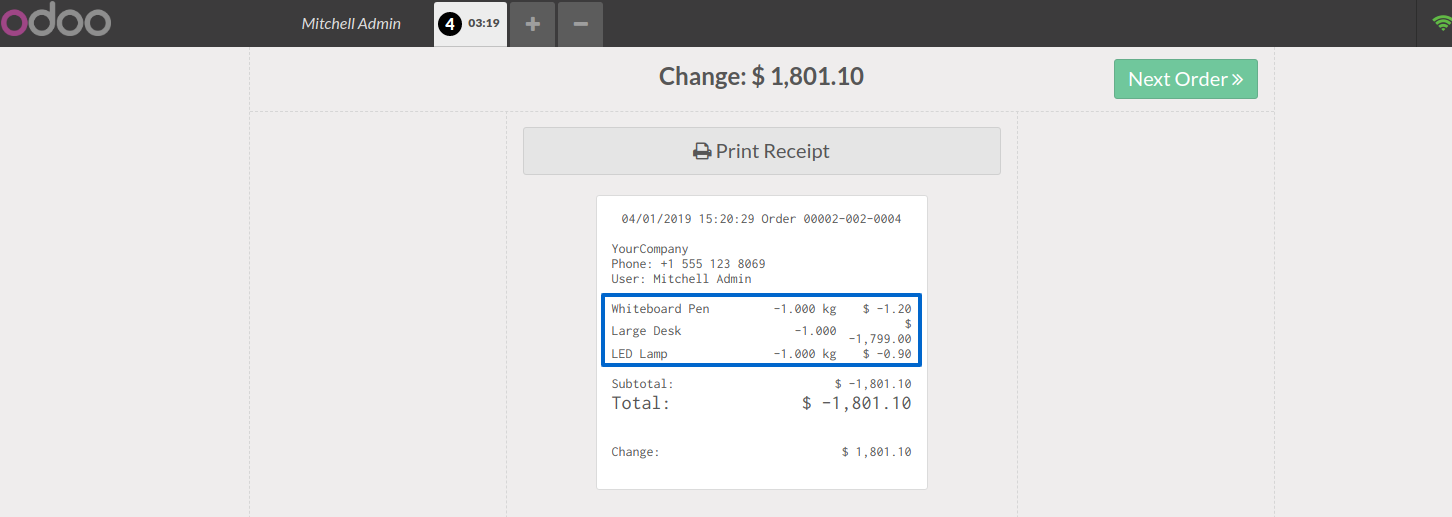 odoo Mitchell Admin 4 03:19 + −
Change: $ 1,801.10 Next Order »
Print Receipt
04/01/2019 15:20:29 Order 00002-002-0004
YourCompany
Phone: +1 555 123 8069
User: Mitchell Admin
Whiteboard Pen -1.000 kg $ -1.20
Large Desk -1.000 $
-1,799.00
LED Lamp -1.000 kg $ -0.90
Subtotal: $ -1,801.10
Total: $ -1,801.10
Change: $ 1,801.10